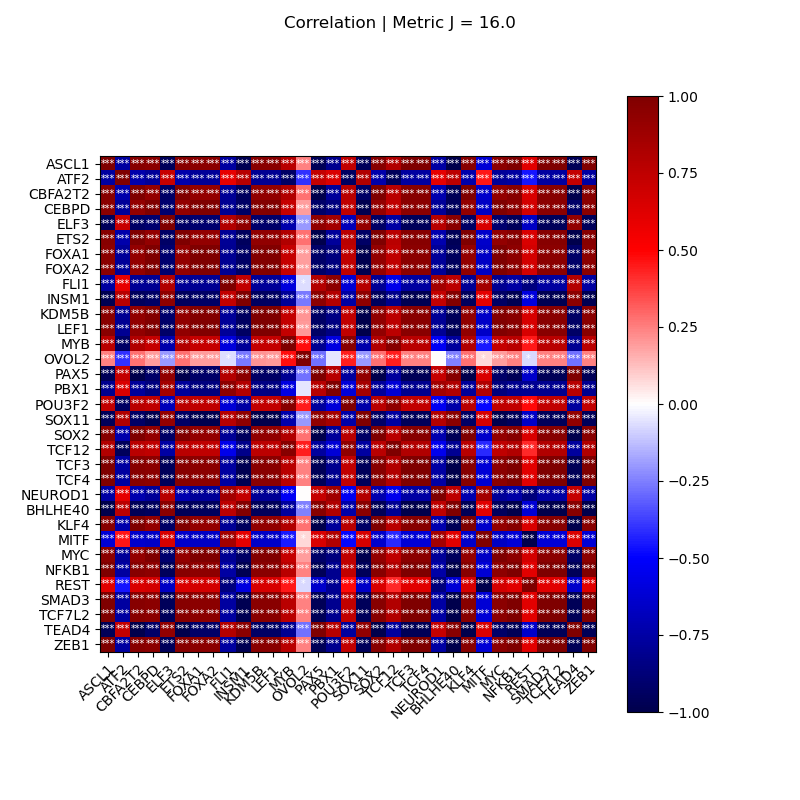 Correlation | Metric J = 16.0
ASCL1
ATF2
CBFA2T2
CEBPD
ELF3
ETS2
FOXA1
FOXA2
FLI1
INSM1
KDM5B
LEF1
MYB
OVOL2
PAX5
PBX1
POU3F2
SOX11
SOX2
TCF12
TCF3
TCF4
NEUROD1
BHLHE40
KLF4
MITF
MYC
NFKB1
REST
SMAD3
TCF7L2
TEAD4
ZEB1
ASCL1
ATF2
CBFA2T2
CEBPD
ELF3
ETS2
FOXA1
FOXA2
FLI1
INSM1
KDM5B
LEF1
MYB
OVOL2
PAX5
PBX1
POU3F2
SOX11
SOX2
TCF12
TCF3
TCF4
NEUROD1
BHLHE40
KLF4
MITF
MYC
NFKB1
REST
SMAD3
TCF7L2
TEAD4
ZEB1
1.00
0.75
0.50
0.25
0.00
−0.25
−0.50
−0.75
−1.00